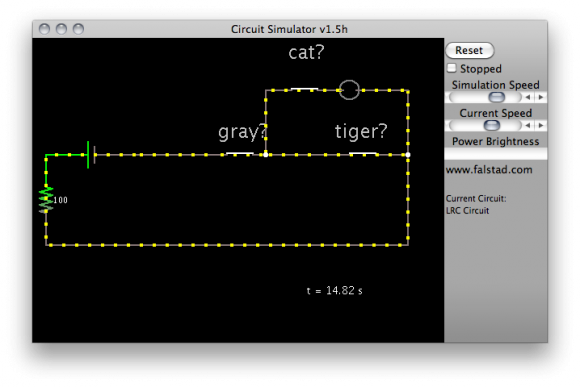 Circuit Simulator v1.5h
cat?
gray?
tiger?
100
t = 14.82 s
Reset
Stopped
Simulation Speed
Current Speed
Power Brightness
www.falstad.com
Current Circuit:
LRC Circuit